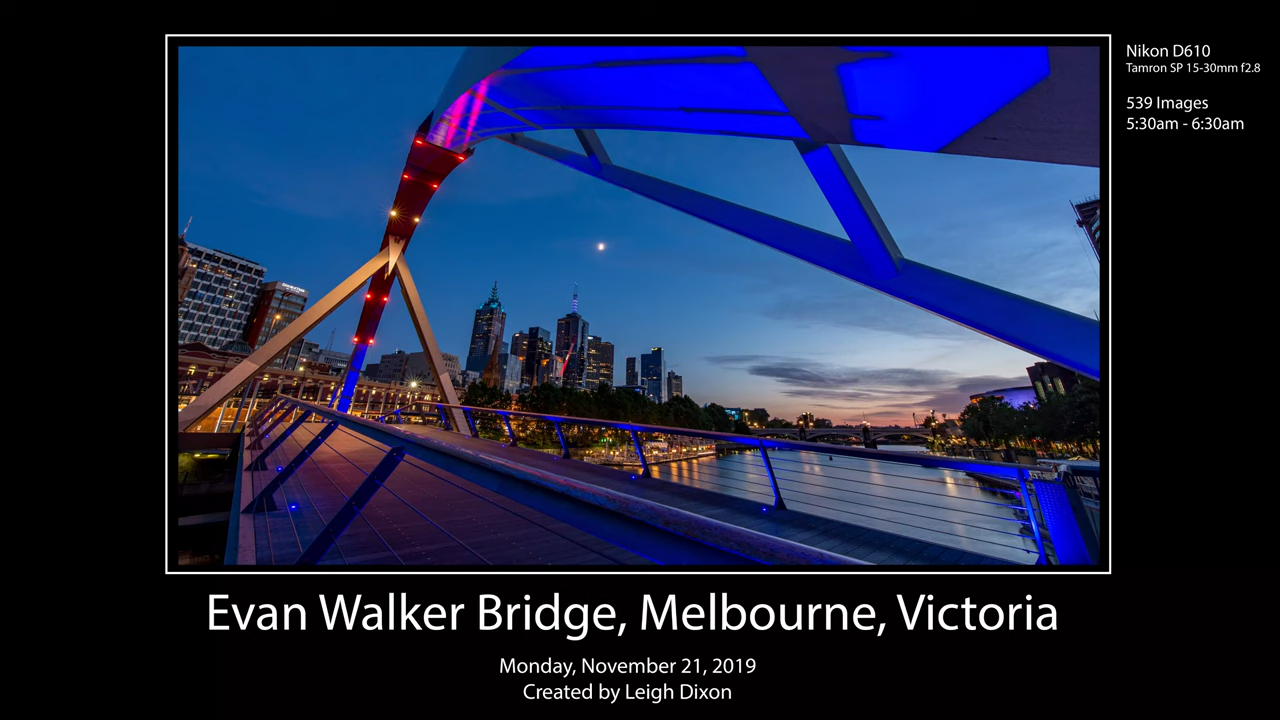 Nikon D610
Tamron SP 15-30mm f2.8
539 Images
5:30am - 6:30am
Evan Walker Bridge, Melbourne, Victoria
Monday, November 21, 2019
Created by Leigh Dixon